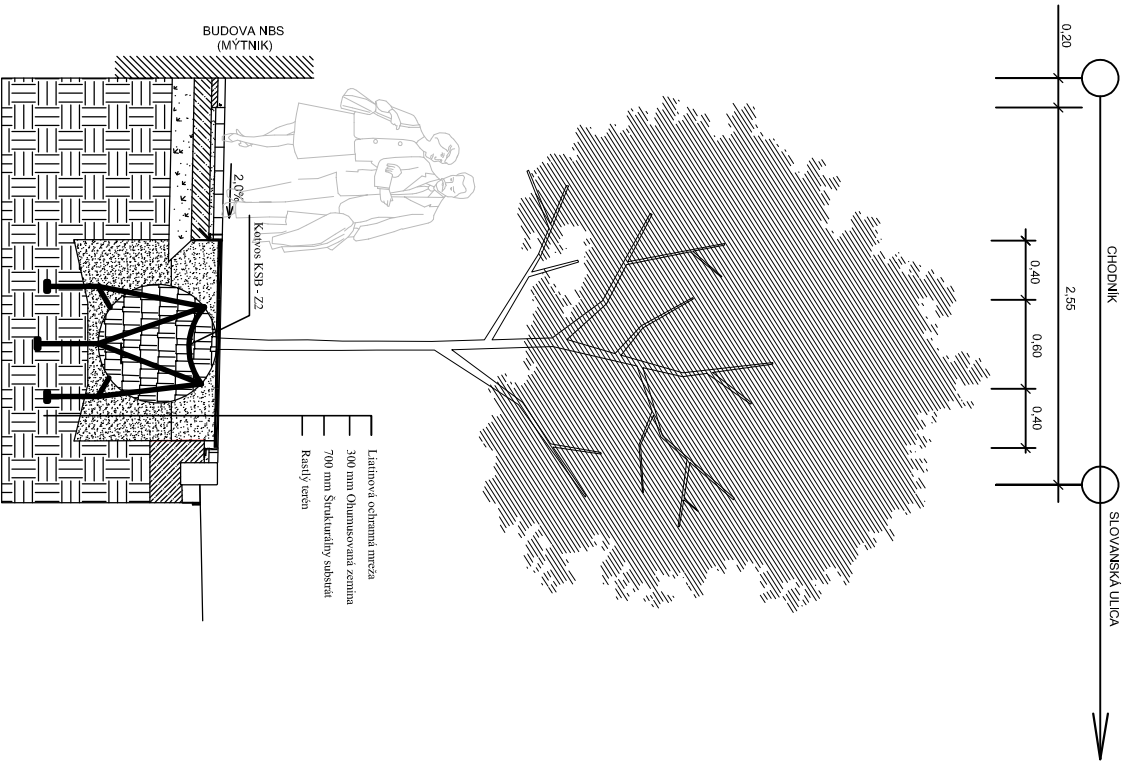 BUDOVA NBS
(MÝTNIK)
0,20
CHODNÍK
2,55
0,40
0,60
0,40
SLOVANSKÁ ULICA
2,0%
Kotvos KSB - Z2
Liatinová ochranná mreža
300 mm Ohumusovaná zemina
700 mm Štrukturálny substrát
Rastlý terén